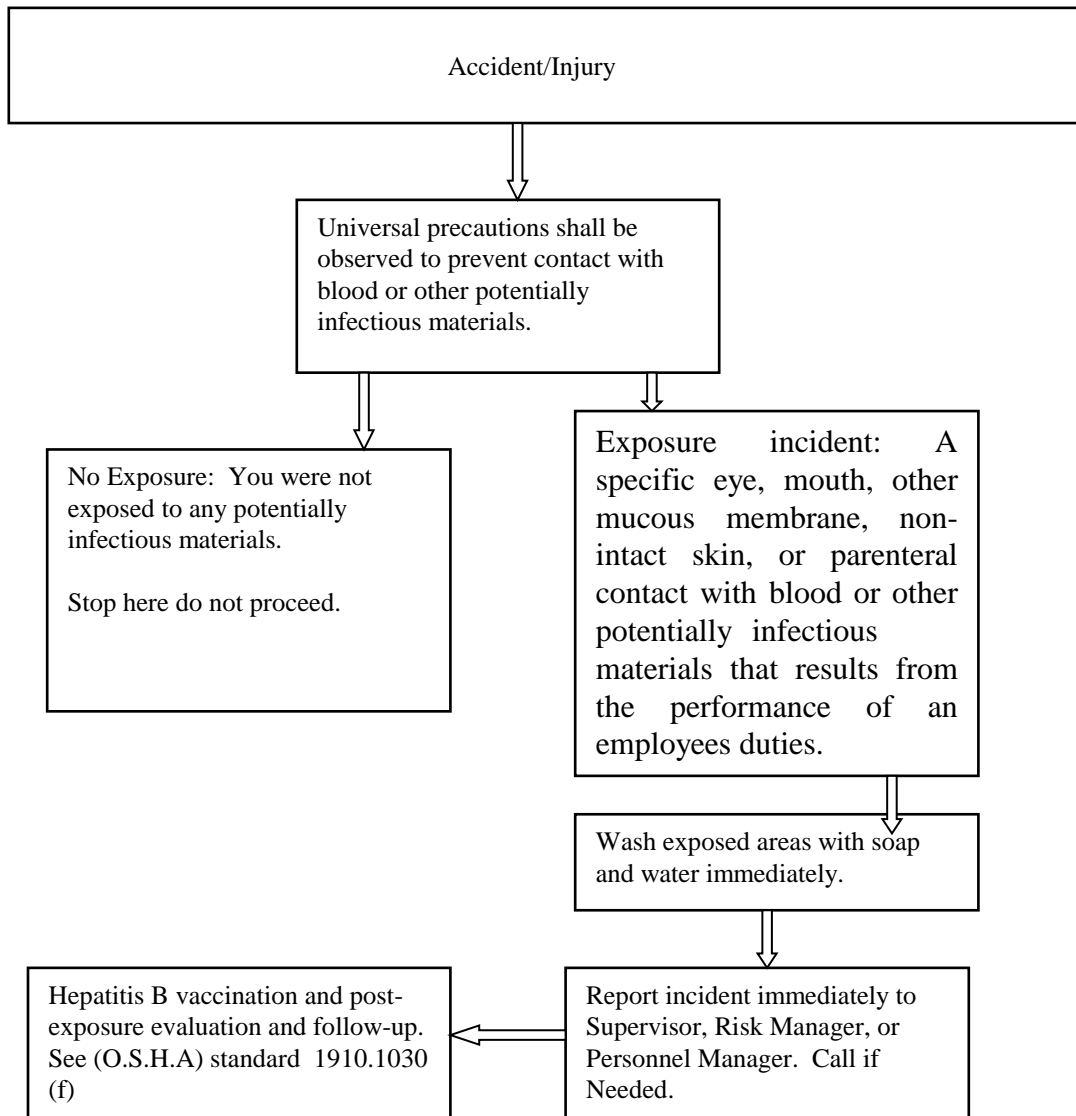 Accident/Injury
Universal precautions shall be
observed to prevent contact with
blood or other potentially
infectious materials.
No Exposure: You were not
exposed to any potentially
infectious materials.
Stop here do not proceed.
Exposure incident: A
specific eye, mouth, other
mucous membrane, non-
intact skin, or parenteral
contact with blood or other
potentially infectious
materials that results from
the performance of an
employees duties.
Wash exposed areas with soap
and water immediately.
Hepatitis B vaccination and post-
exposure evaluation and follow-up.
See (O.S.H.A) standard 1910.1030
(f)
Report incident immediately to
Supervisor, Risk Manager, or
Personnel Manager. Call if
Needed.